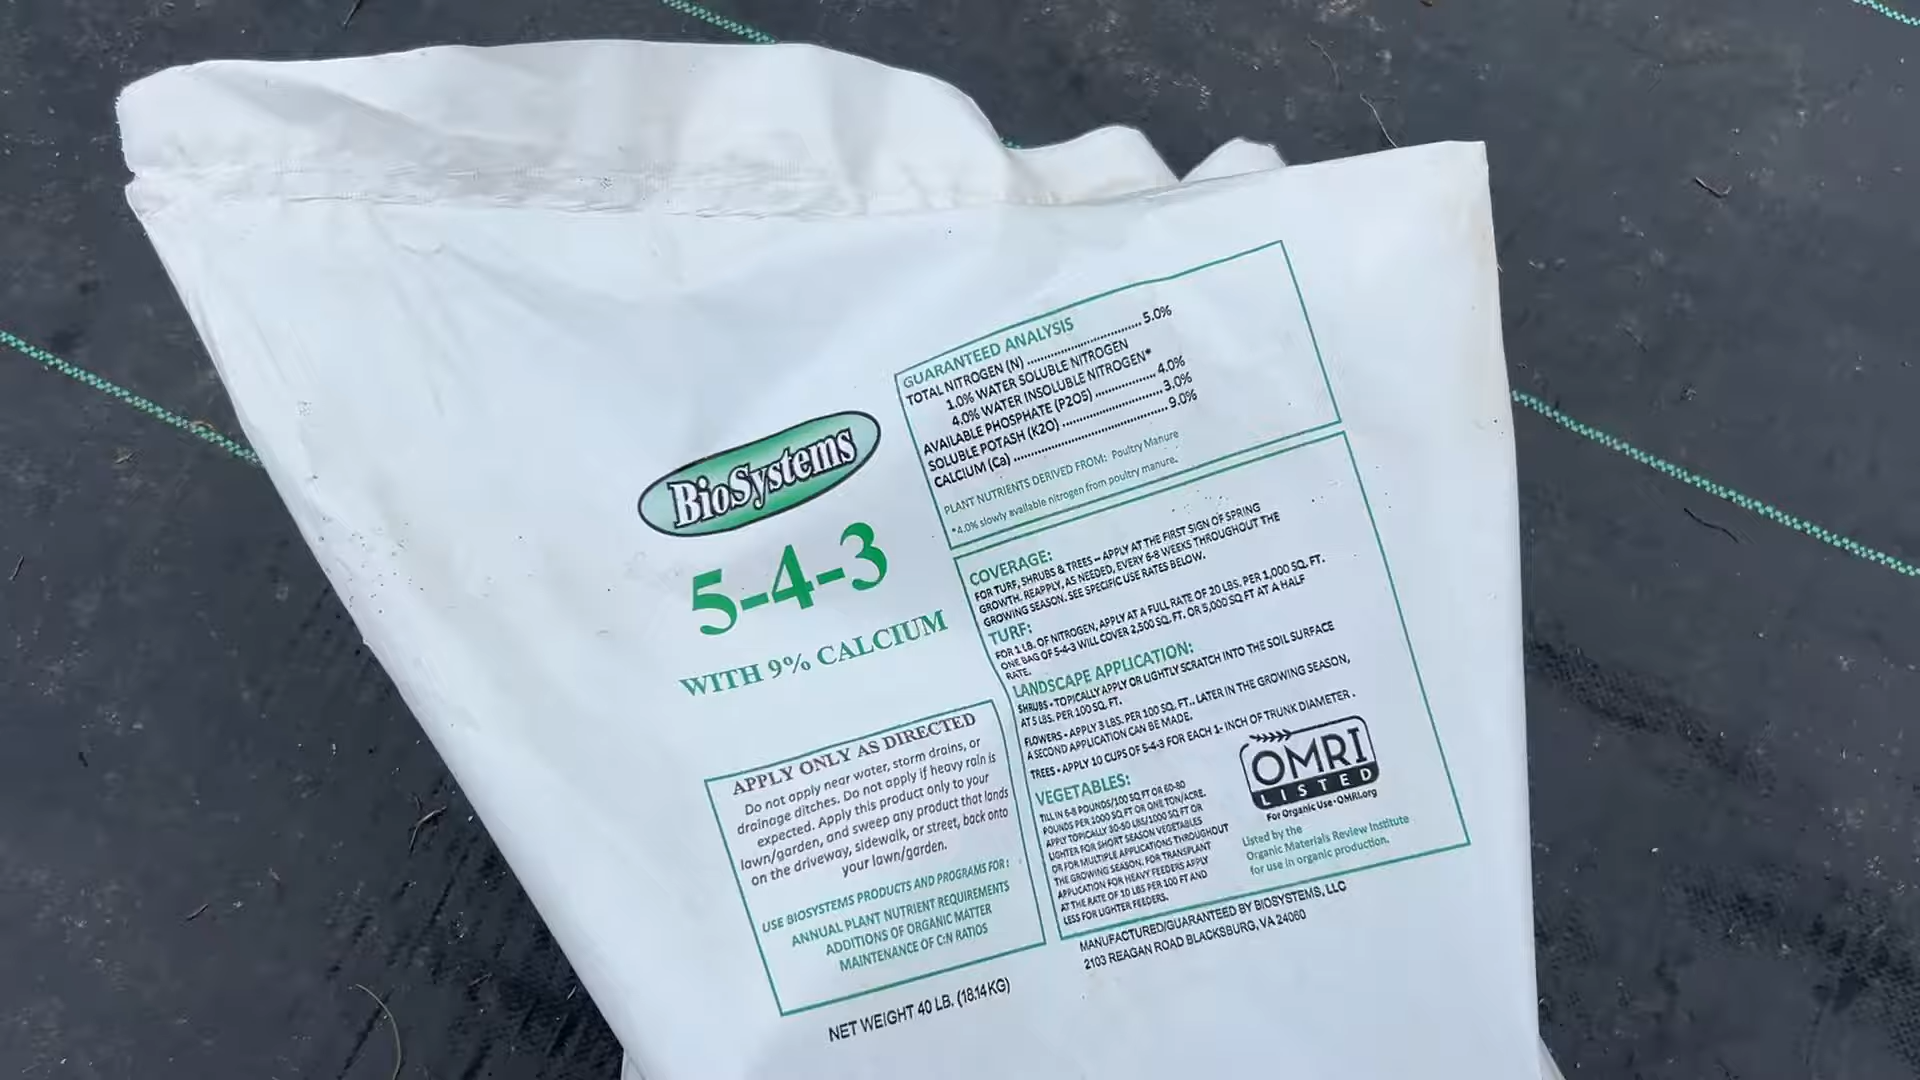 BioSystems
5-4-3
WITH 9% CALCIUM
APPLY ONLY AS DIRECTED
Do not apply near water, storm drains, or
drainage ditches. Do not apply if heavy rain is
expected. Apply this product only to your
lawn/garden, and sweep any product that lands
on the driveway, sidewalk, or street, back onto
your lawn/garden.
USE BIOSYSTEMS PRODUCTS AND PROGRAMS FOR:
ANNUAL PLANT NUTRIENT REQUIREMENTS
ADDITIONS OF ORGANIC MATTER
MAINTENANCE OF C:N RATIOS
NET WEIGHT 40 LB. (18.14KG)
GUARANTEED ANALYSIS
TOTAL NITROGEN (N) ............................ 5.0%
1.0% WATER SOLUBLE NITROGEN
4.0% WATER INSOLUBLE NITROGEN*
AVAILABLE PHOSPHATE (P2O5) ............... 4.0%
SOLUBLE POTASH (K2O) ......................... 3.0%
CALCIUM (Ca) ....................................... 9.0%
PLANT NUTRIENTS DERIVED FROM: Poultry Manure
*4.0% slowly available nitrogen from poultry manure.
COVERAGE:
FOR TURF, SHRUBS & TREES -- APPLY AT THE FIRST SIGN OF SPRING
GROWTH. REAPPLY, AS NEEDED, EVERY 6-8 WEEKS THROUGHOUT THE
GROWING SEASON. SEE SPECIFIC USE RATES BELOW.
TURF:
FOR 1 LB. OF NITROGEN, APPLY AT A FULL RATE OF 20 LBS. PER 1,000 SQ. FT.
ONE BAG OF 5-4-3 WILL COVER 2,500 SQ. FT. OR 5,000 SQ FT AT A HALF
RATE.
LANDSCAPE APPLICATION:
SHRUBS - TOPICALLY APPLY OR LIGHTLY SCRATCH INTO THE SOIL SURFACE
AT 5 LBS. PER 100 SQ. FT.
FLOWERS - APPLY 3 LBS. PER 100 SQ. FT.. LATER IN THE GROWING SEASON,
A SECOND APPLICATION CAN BE MADE.
TREES - APPLY 10 CUPS OF 5-4-3 FOR EACH 1- INCH OF TRUNK DIAMETER .
VEGETABLES:
TILL IN 6-8 POUNDS/100 SQ FT OR 60-80
POUNDS PER 1000 SQ FT OR ONE TON/ACRE.
APPLY TOPICALLY 30-50 LBS/1000 SQ FT OR
LIGHTER FOR SHORT SEASON VEGETABLES
OR FOR MULTIPLE APPLICATIONS THROUGHOUT
THE GROWING SEASON. FOR TRANSPLANT
APPLICATION FOR HEAVY FEEDERS APPLY
AT THE RATE OF 10 LBS PER 100 FT AND
LESS FOR LIGHTER FEEDERS.
OMRI
LISTED
For Organic Use - OMRI.org
Listed by the
Organic Materials Review Institute
for use in organic production.
MANUFACTURED/GUARANTEED BY BIOSYSTEMS, LLC
2103 REAGAN ROAD BLACKSBURG, VA 24060